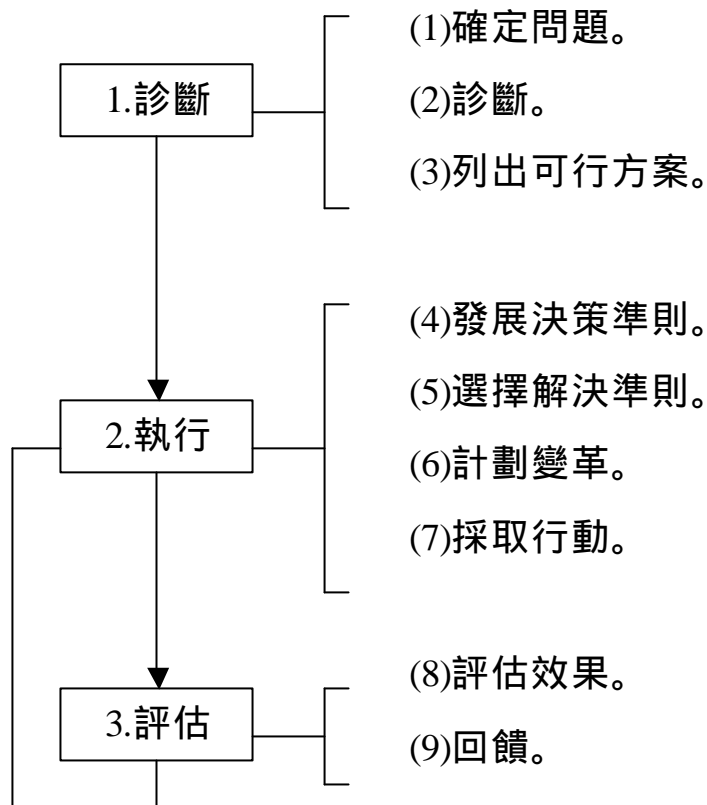 1.診斷
(1)確定問題。
(2)診斷。
(3)列出可行方案。
2.執行
(4)發展決策準則。
(5)選擇解決準則。
(6)計劃變革。
(7)採取行動。
3.評估
(8)評估效果。
(9)回饋。